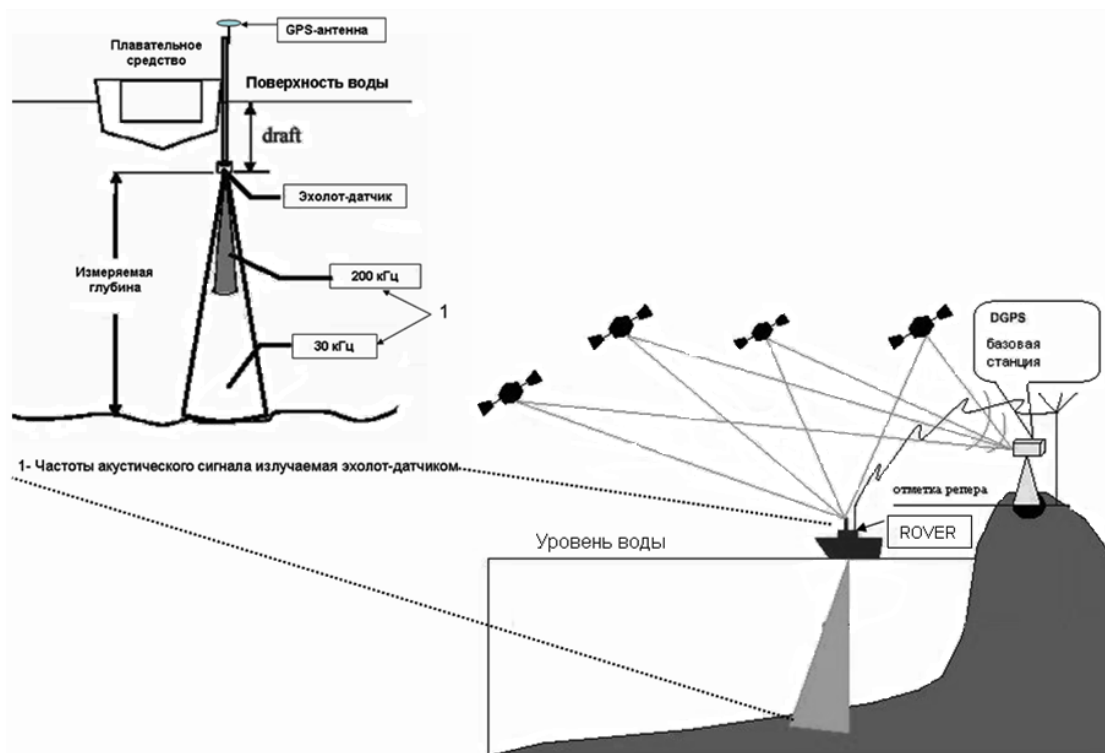 GPS-антенна
Плавательное
средство
Поверхность воды
draft
Эхолот-датчик
Измеряемая
глубина
200 кГц
1
30 кГц
1- Частоты акустического сигнала излучаемая эхолот-датчиком
DGPS
базовая
станция
отметка репера
ROVER
Уровень воды